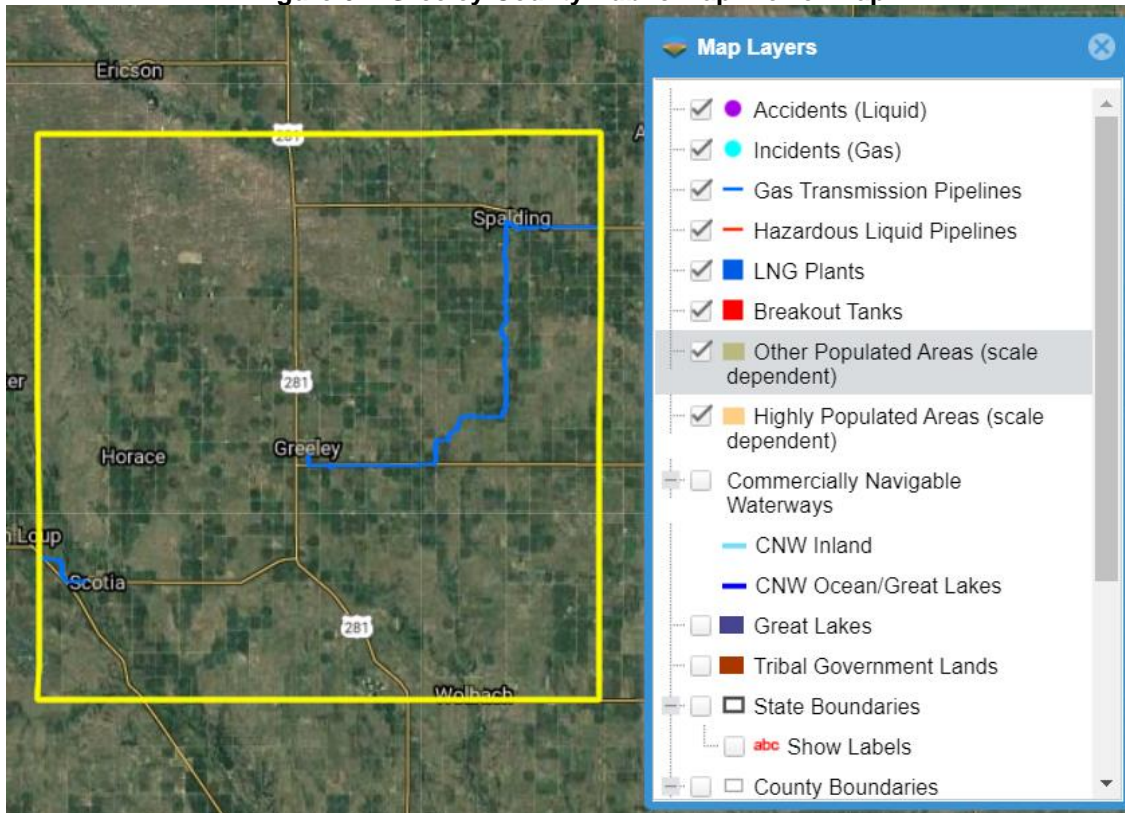 Ericson
281
Spalding
281
Greeley
Horace
Loup
Scotia
281
Wolbach
Map Layers
Accidents (Liquid)
Incidents (Gas)
Gas Transmission Pipelines
Hazardous Liquid Pipelines
LNG Plants
Breakout Tanks
Other Populated Areas (scale
dependent)
Highly Populated Areas (scale
dependent)
Commercially Navigable
Waterways
CNW Inland
CNW Ocean/Great Lakes
Great Lakes
Tribal Government Lands
State Boundaries
abc Show Labels
County Boundaries